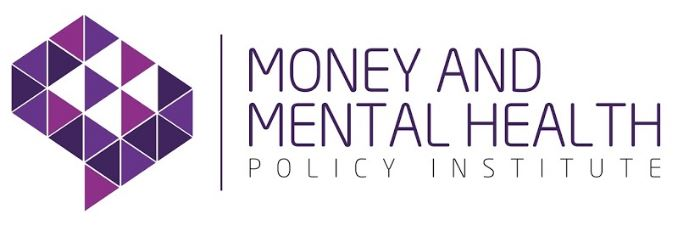 MONEY AND
MENTAL HEALTH
POLICY INSTITUTE